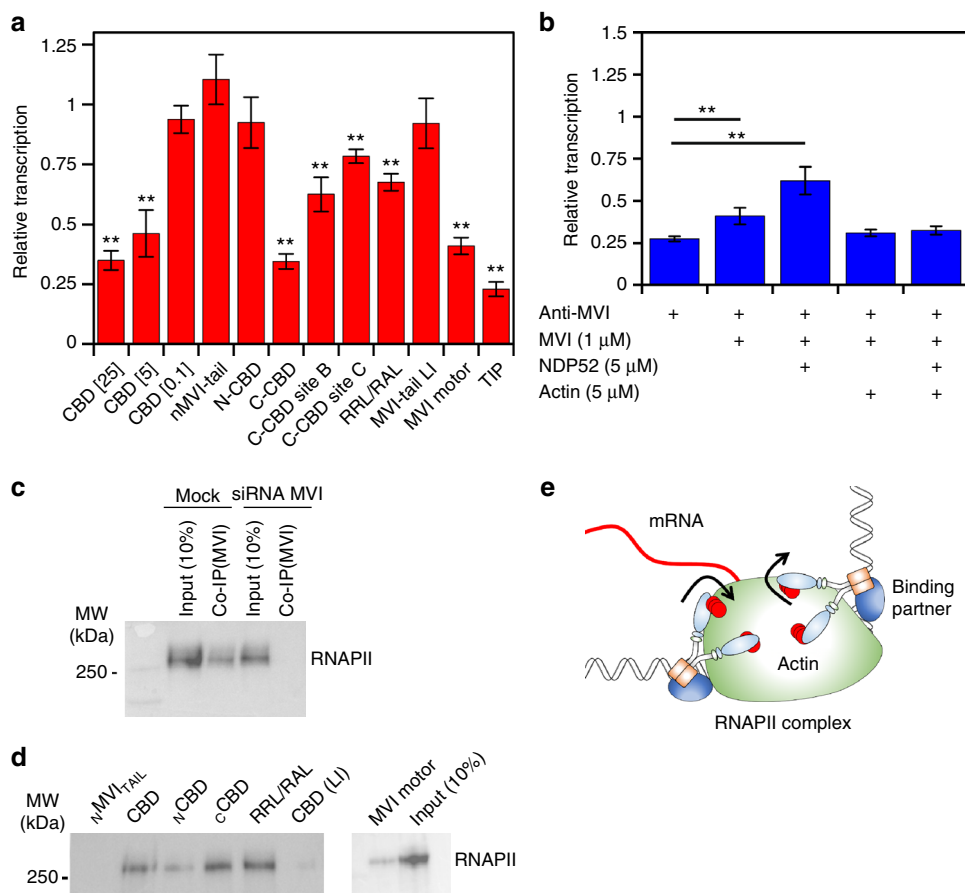 a
Relative transcription
1.25
1
0.75
0.5
0.25
0
** ** ** ** ** ** ** **
CBD [25]
CBD [5]
CBD [0.1]
nMVI-tail
N-CBD
C-CBD
C-CBD site B
C-CBD site C
RRL/RAL
MVI-tail LI
MVI motor
TIP
b
Relative transcription
1.5
1.25
1
0.75
0.5
0.25
0
**
**
Anti-MVI + + + + +
MVI (1 µM) + + + +
NDP52 (5 µM) + +
Actin (5 µM) + +
c
Mock siRNA MVI
Input (10%)
Co-IP(MVI)
Input (10%)
Co-IP(MVI)
MW
(kDa)
250 -
RNAPII
d
NMVITAIL
CBD
NCBD
CCBD
RRL/RAL
CBD (LI)
MVI motor
Input (10%)
MW
(kDa)
250 -
RNAPII
e
mRNA
Binding
partner
Actin
RNAPII complex